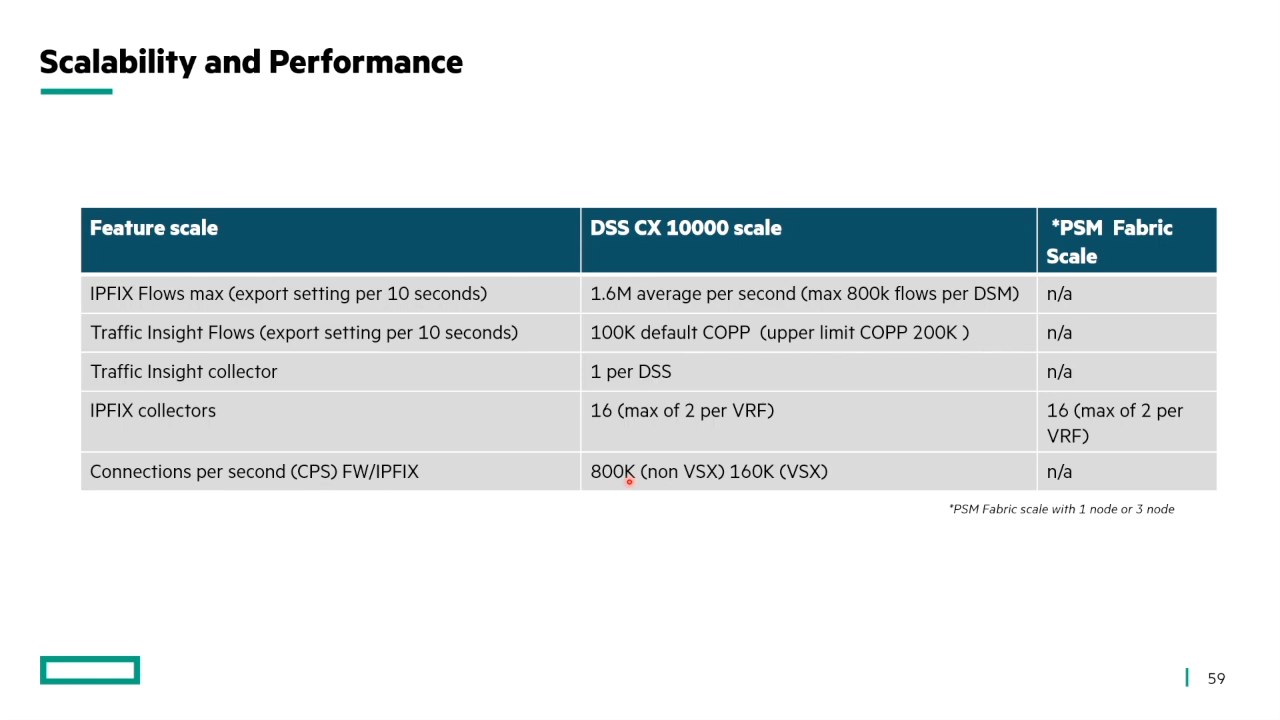 Scalability and Performance
Feature scale
DSS CX 10000 scale
*PSM Fabric
Scale
IPFIX Flows max (export setting per 10 seconds)
1.6M average per second (max 800k flows per DSM)
n/a
Traffic Insight Flows (export setting per 10 seconds)
100K default COPP (upper limit COPP 200K )
n/a
Traffic Insight collector
1 per DSS
n/a
IPFIX collectors
16 (max of 2 per VRF)
16 (max of 2 per
VRF)
Connections per second (CPS) FW/IPFIX
800K (non VSX) 160K (VSX)
n/a
*PSM Fabric scale with 1 node or 3 node
59